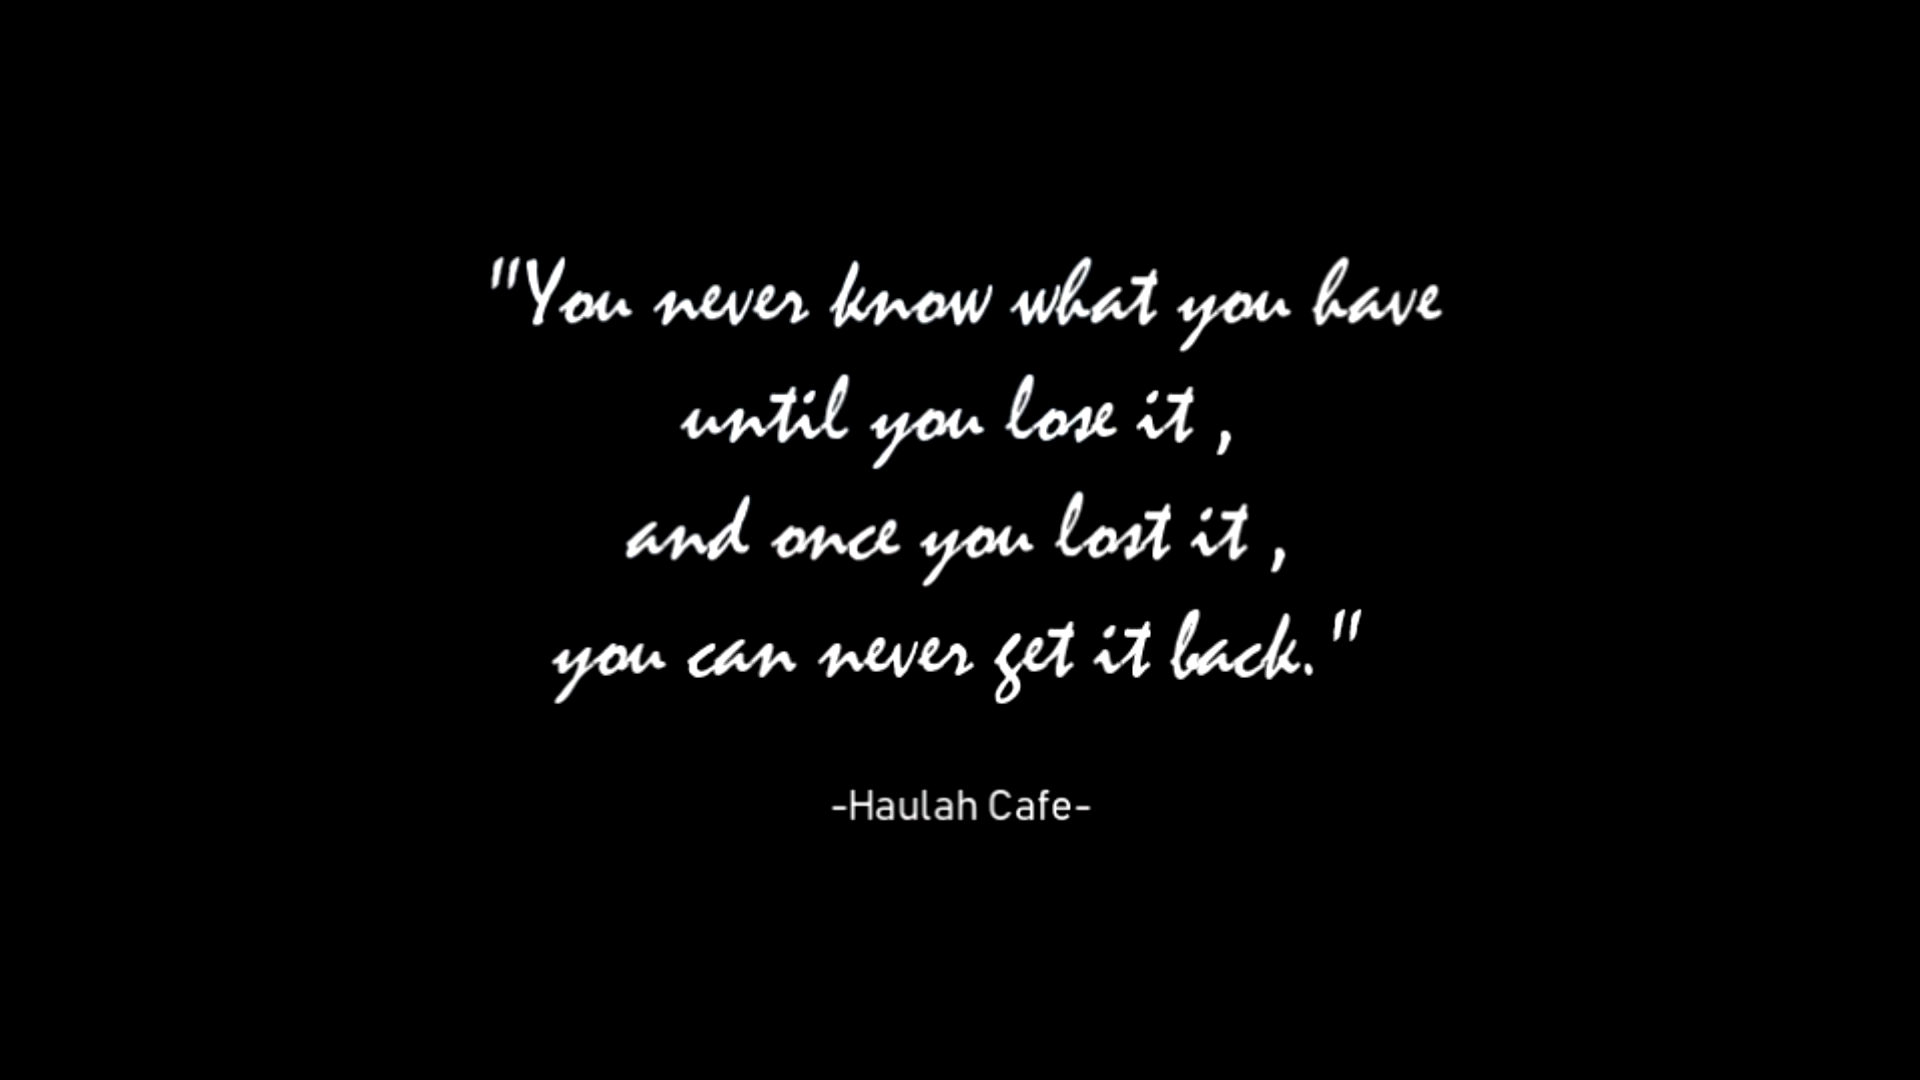 "You never know what you have
until you lose it ,
and once you lost it ,
you can never get it back."
-Haulah Cafe-